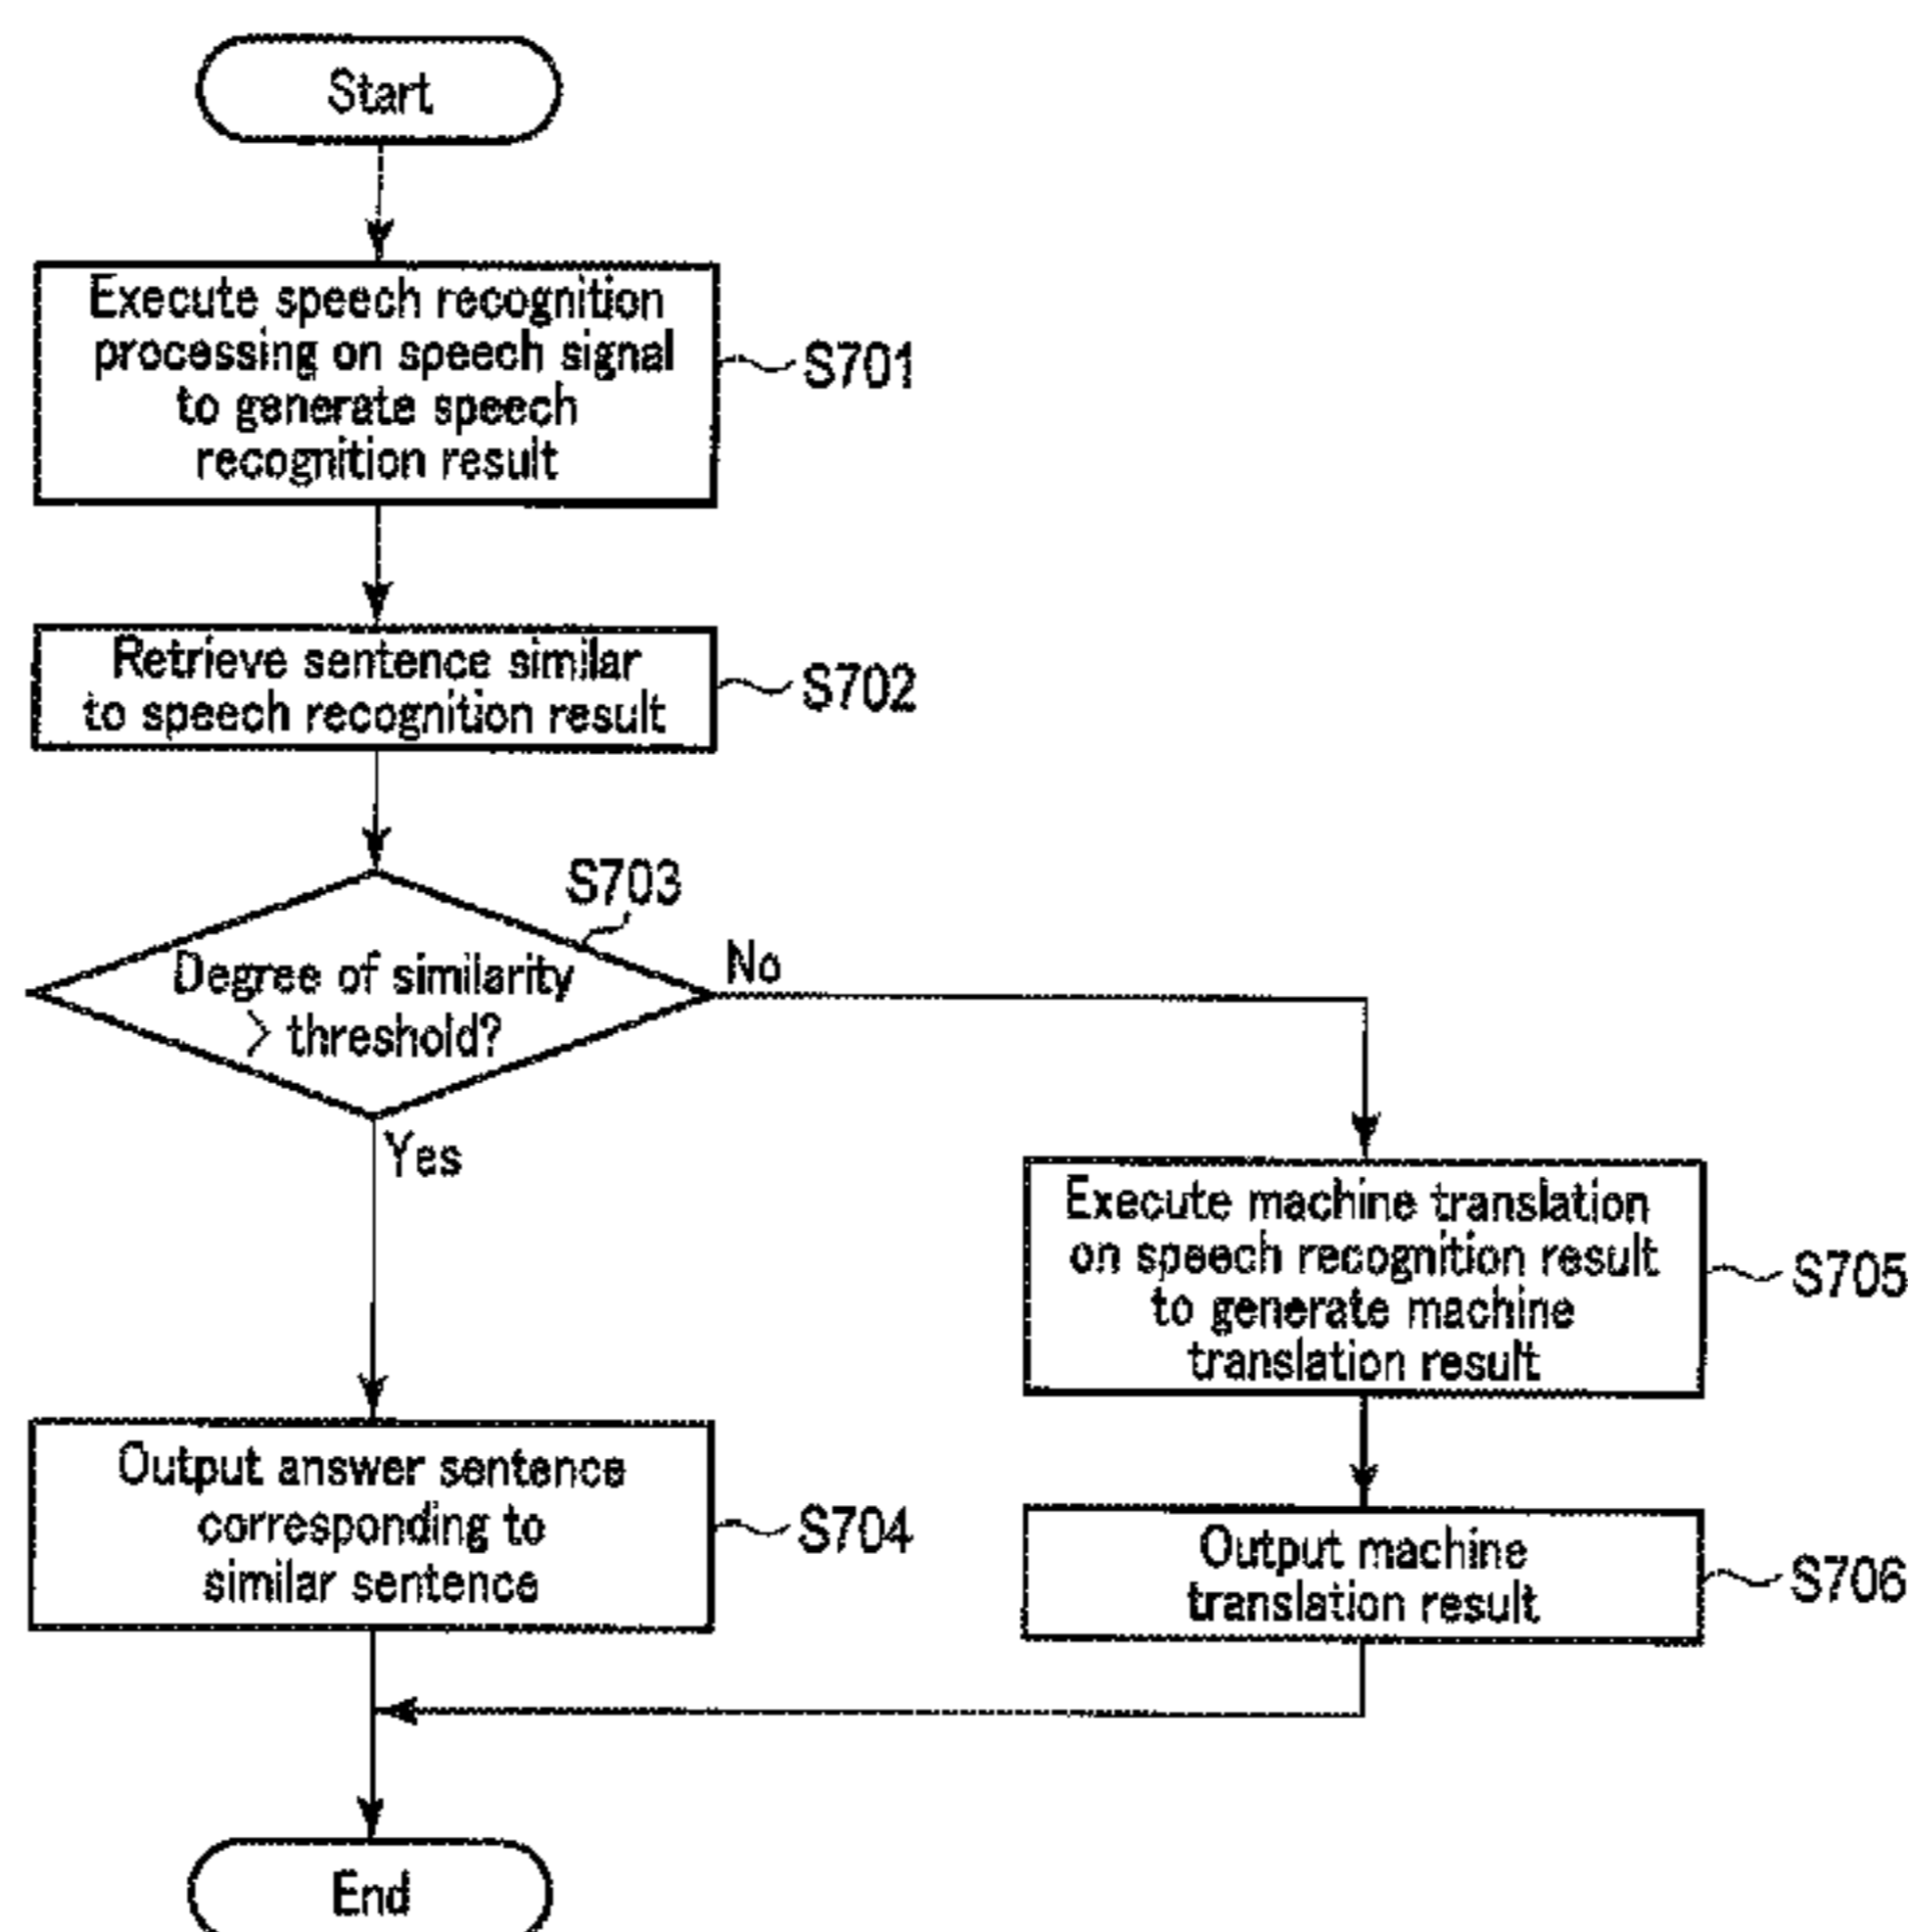 Start
Execute speech recognition
processing on speech signal
to generate speech
recognition result
S701
Retrieve sentence similar
to speech recognition result
S702
S703
Degree of similarity
> threshold?
No
Yes
Execute machine translation
on speech recognition result
to generate machine
translation result
S705
Output answer sentence
corresponding to
similar sentence
S704
Output machine
translation result
S706
End